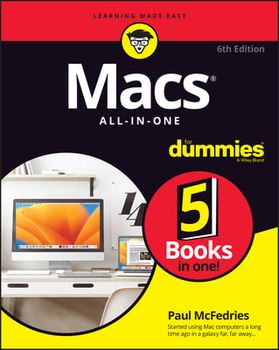 LEARNING MADE EASY
6th Edition
Macs®
ALL-IN-ONE
for
dummies
A Wiley Brand
5
Books
in one!
Paul McFedries
Started using Mac computers a long
time ago in a galaxy far, far away...